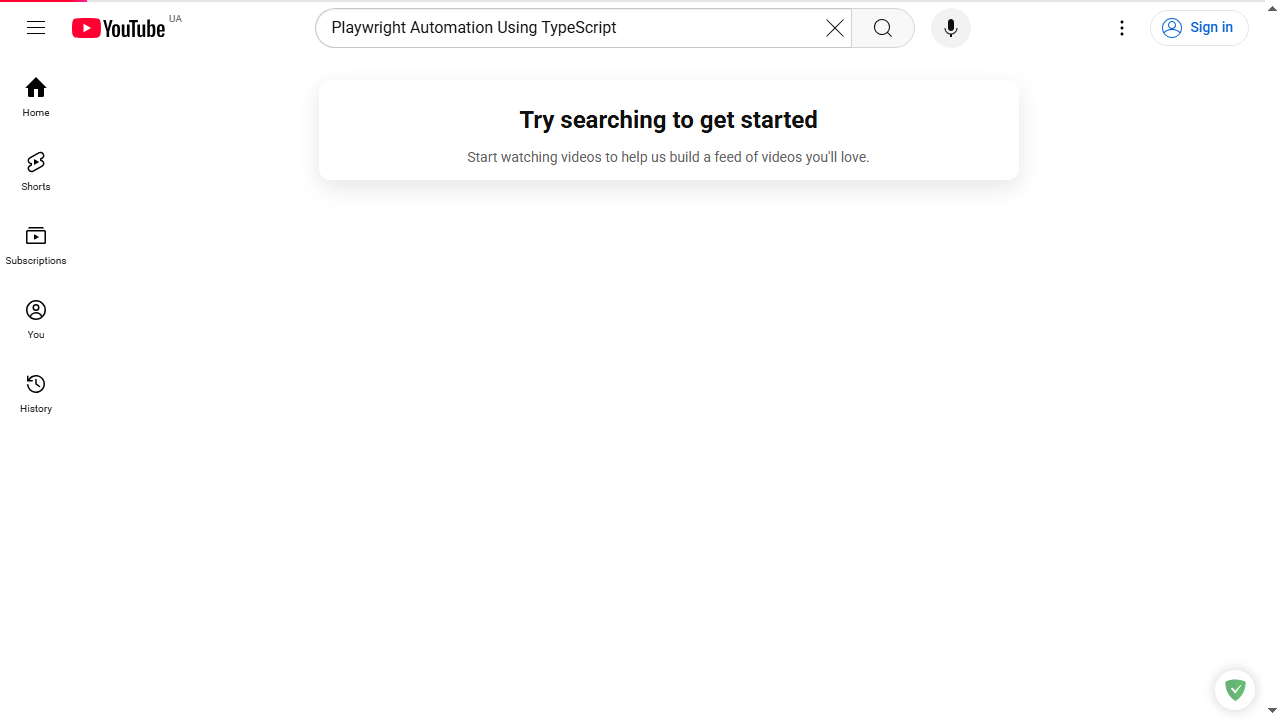 YouTube UA
Playwright Automation Using TypeScript
Sign in
Home
Shorts
Subscriptions
You
History
Try searching to get started
Start watching videos to help us build a feed of videos you'll love.